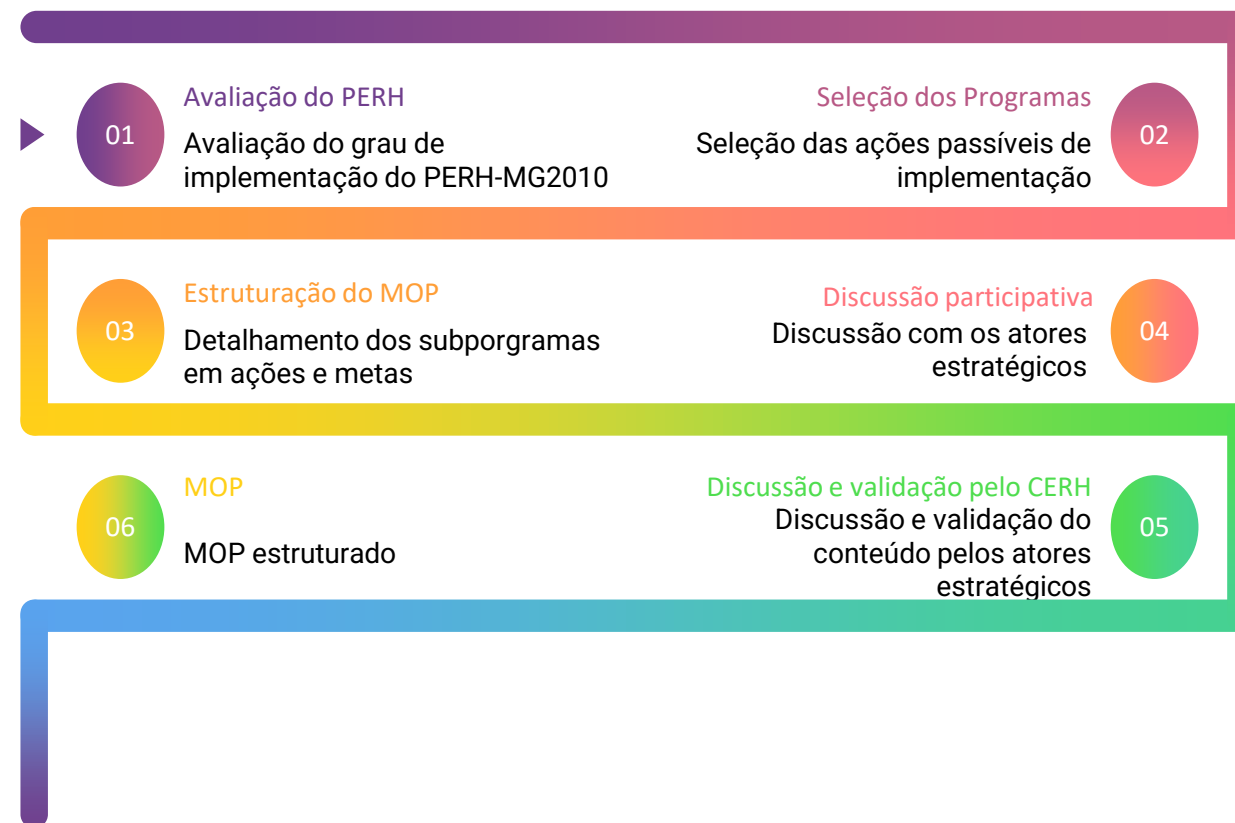 01
Avaliação do PERH
Avaliação do grau de
implementação do PERH-MG2010
02
Seleção dos Programas
Seleção das ações passíveis de
implementação
03
Estruturação do MOP
Detalhamento dos subporgramas
em ações e metas
04
Discussão participativa
Discussão com os atores
estratégicos
05
Discussão e validação pelo CERH
Discussão e validação do
conteúdo pelos atores
estratégicos
06
MOP
MOP estruturado